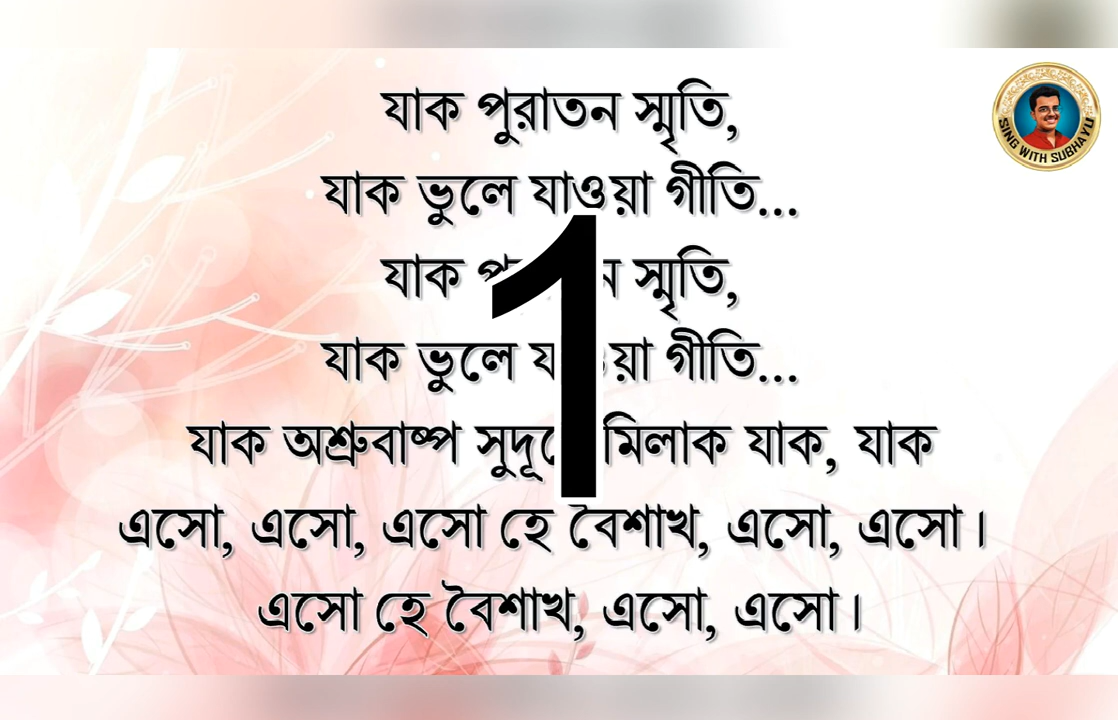 যাক পুরাতন স্মৃতি,
যাক ভুলে যাওয়া গীতি...
যাক স্মৃতি,
যাক ভুলে গীতি...
যাক অশ্রুবাষ্প মিলাক যাক, যাক
এসো, এসো, এসো হে বৈশাখ, এসো, এসো।
এসো হে বৈশাখ, এসো, এসো।
1
SING WITH SUBHAYU